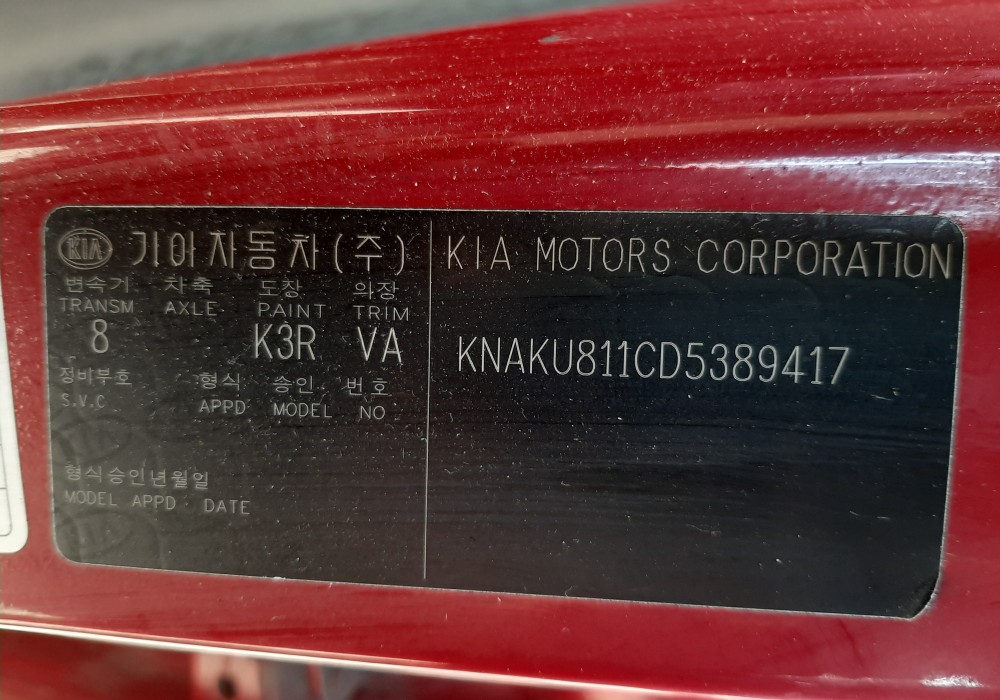 KIA 기아자동차(주)
변속기 차축 도장 의장
TRANSM AXLE PAINT TRIM
8 K3R VA
정비부호 형식 승인 번호
S.V.C APPD MODEL NO
형식승인년월일
MODEL APPD · DATE
KIA MOTORS CORPORATION
KNAKU811CD5389417